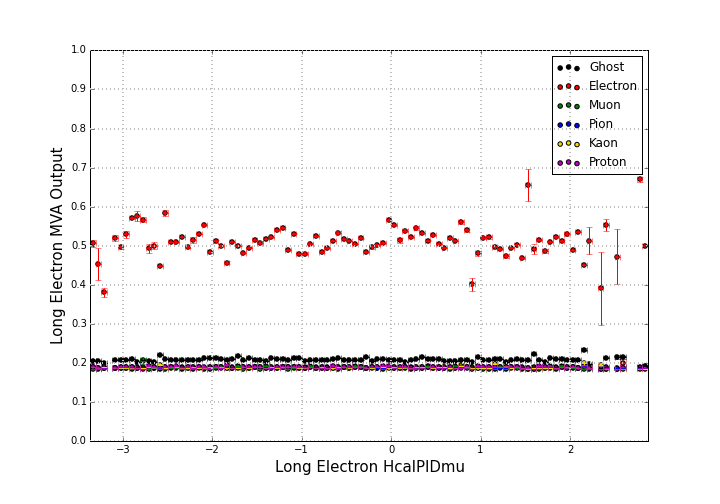 1.0
0.9
0.8
0.7
0.6
0.5
0.4
0.3
0.2
0.1
0.0
Long Electron MVA Output
Ghost
Electron
Muon
Pion
Kaon
Proton
−3
−2
−1
0
1
2
Long Electron HcalPIDmu